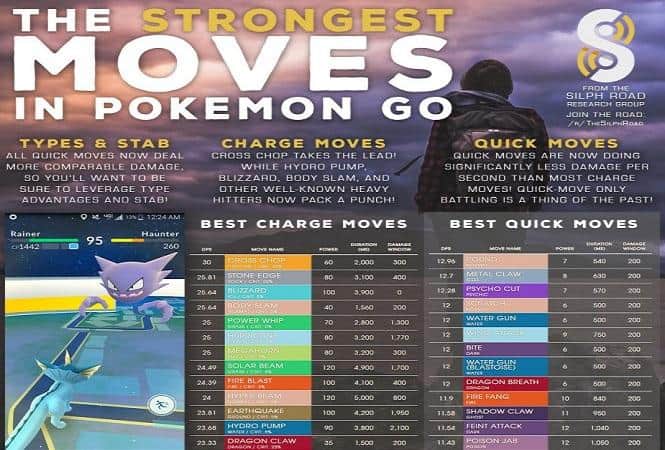 THE STRONGEST
MOVES
IN POKEMON GO
FROM THE
SILPH ROAD
RESEARCH GROUP
JOIN THE ROAD:
/R/THESILPHROAD
TYPES & STAB
ALL QUICK MOVES NOW DEAL
MORE COMPARABLE DAMAGE,
SO YOU'LL WANT TO BE
SURE TO LEVERAGE TYPE
ADVANTAGES AND STAB!
CHARGE MOVES
CROSS CHOP TAKES THE LEAD!
WHILE HYDRO PUMP,
BLIZZARD, BODY SLAM, AND
OTHER WELL-KNOWN HEAVY
HITTERS NOW PACK A PUNCH!
QUICK MOVES
QUICK MOVES ARE NOW DOING
SIGNIFICANTLY LESS DAMAGE PER
SECOND THAN MOST CHARGE
MOVES! QUICK-MOVE ONLY
BATTLING IS A THING OF THE PAST!
12:24 AM
Rainer 95 Haunter
cp1442 260
BEST CHARGE MOVES
DPS MOVE NAME POWER DURATION (MS) DAMAGE WINDOW
30 CROSS CHOP 60 2,000 300
25.81 STONE EDGE 80 3,100 400
25.64 BLIZZARD 100 3,900 0
25.64 BODY SLAM 40 1,560 200
25 POWER WHIP 70 2,800 1,300
25 HURRICANE 80 3,200 1,770
25 MEGAHORN 80 3,200 300
24.49 SOLAR BEAM 120 4,900 1,700
24.39 FIRE BLAST 100 4,100 400
24 HYPER BEAM 120 5,000 800
23.81 EARTHQUAKE 100 4,200 1,950
23.68 HYDRO PUMP 90 3,800 2,100
23.33 DRAGON CLAW 35 1,500 200
BEST QUICK MOVES
DPS MOVE NAME POWER DURATION (MS) DAMAGE WINDOW
12.96 POUND 7 540 200
12.7 METAL CLAW 8 630 200
12.28 PSYCHO CUT 7 570 200
PSYCHIC
12 SCRATCH 6 500 200
12 WATER GUN 6 500 200
WATER
12 WING ATTACK 9 750 200
12 BITE 6 500 200
DARK
12 WATER GUN (BLASTOISE) 6 500 200
WATER
12 DRAGON BREATH 6 500 200
11.9 FIRE FANG 10 840 200
FIRE
11.58 SHADOW CLAW 11 950 200
GHOST
11.54 FEINT ATTACK 12 1,040 200
DARK
11.43 POISON JAB 12 1,050 200
POISON